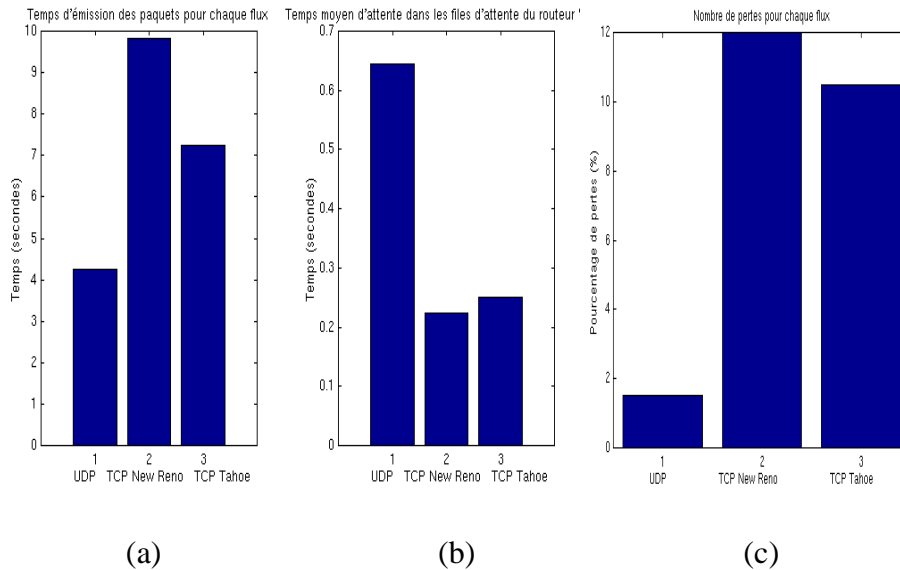 Temps d'émission des paquets pour chaque flux
10
9
8
7
6
5
4
3
2
1
0
Temps (secondes)
1 2 3
UDP TCP New Reno TCP Tahoe
(a)
Temps moyen d'attente dans les files d'attente du routeur '
0.7
0.6
0.5
0.4
0.3
0.2
0.1
0
Temps (secondes)
1 2 3
UDP TCP New Reno TCP Tahoe
(b)
Nombre de pertes pour chaque flux
12
10
8
6
4
2
0
Pourcentage de pertes (%)
1 2 3
UDP TCP New Reno TCP Tahoe
(c)